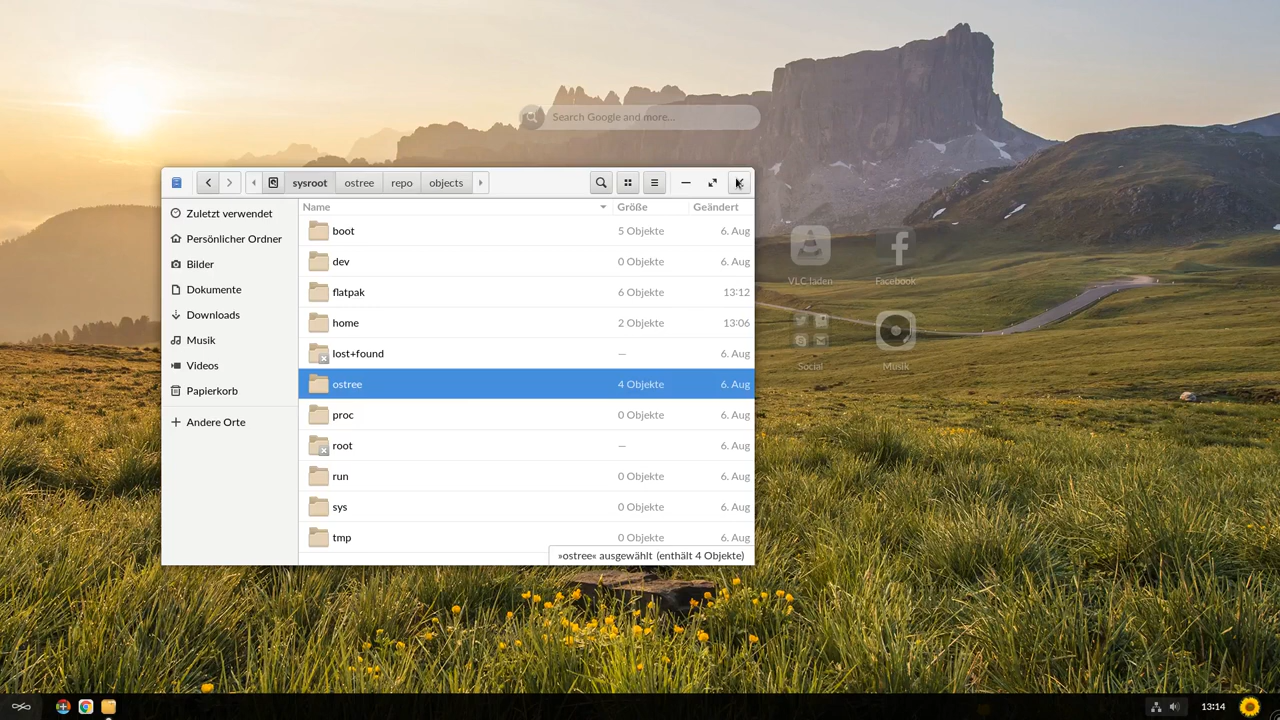 Search Google and more...
sysroot ostree repo objects
Zuletzt verwendet
Persönlicher Ordner
Bilder
Dokumente
Downloads
Musik
Videos
Papierkorb
Andere Orte
Name Größe Geändert
boot 5 Objekte 6. Aug
dev 0 Objekte 6. Aug
flatpak 6 Objekte 13:12
home 2 Objekte 13:06
lost+found — 6. Aug
ostree 4 Objekte 6. Aug
proc 0 Objekte 6. Aug
root — 6. Aug
run 0 Objekte 6. Aug
sys 0 Objekte 6. Aug
tmp 0 Objekte 6. Aug
»ostree« ausgewählt (enthält 4 Objekte)
VLC laden Facebook
Social Musik
13:14